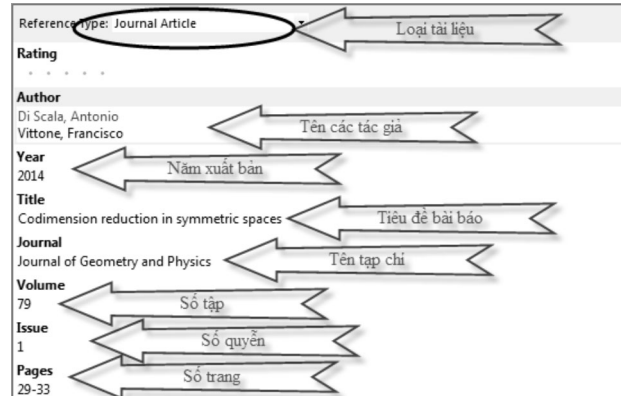 Reference Type: Journal Article
Loại tài liệu
Rating
Author
Di Scala, Antonio
Vittone, Francisco
Tên các tác giả
Year
2014
Năm xuất bản
Title
Codimension reduction in symmetric spaces
Tiêu đề bài báo
Journal
Journal of Geometry and Physics
Tên tạp chí
Volume
79
Số tập
Issue
1
Số quyển
Pages
29-33
Số trang